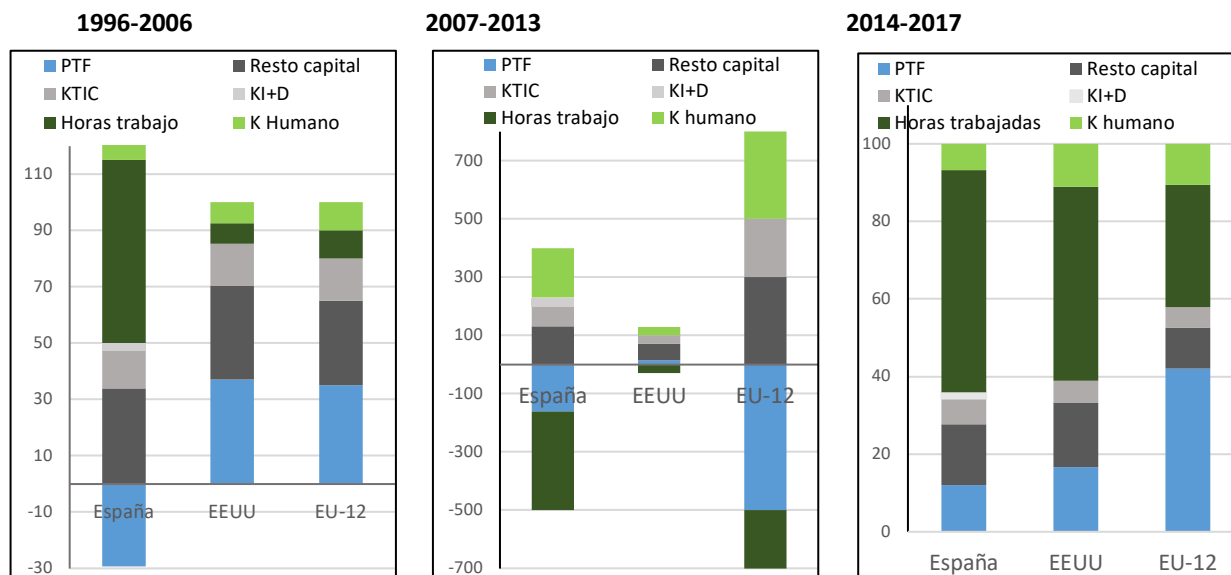 1996-2006
PTF Resto capital
KTIC KI+D
Horas trabajo K Humano
110
90
70
50
30
10
-10
-30
España EEUU EU-12
2007-2013
PTF Resto capital
KTIC KI+D
Horas trabajo K humano
700
500
300
100
-100
-300
-500
-700
España EEUU EU-12
2014-2017
PTF Resto capital
KTIC KI+D
Horas trabajadas K humano
100
80
60
40
20
0
España EEUU EU-12